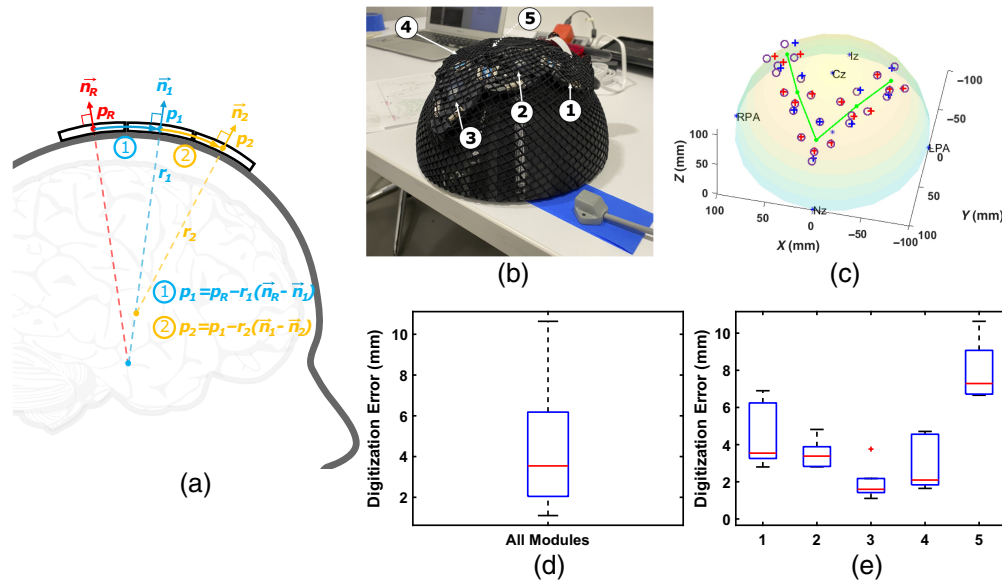 n_R p_R n_1 p_1 n_2 p_2
1 2
r_1
r_2
1 p_1=p_R–r_1(n_R- n_1)
2 p_2=p_1–r_2(n_1- n_2)
(a)
5
4
1
2
3
(b)
Iz
Cz
RPA
LPA
Nz
Z (mm)
100
50
0
100 50 0 −50 −100
X (mm)
−100
−50
0
50
100
Y (mm)
(c)
Digitization Error (mm)
10
8
6
4
2
All Modules
(d)
Digitization Error (mm)
10
8
6
4
2
0
1 2 3 4 5
(e)